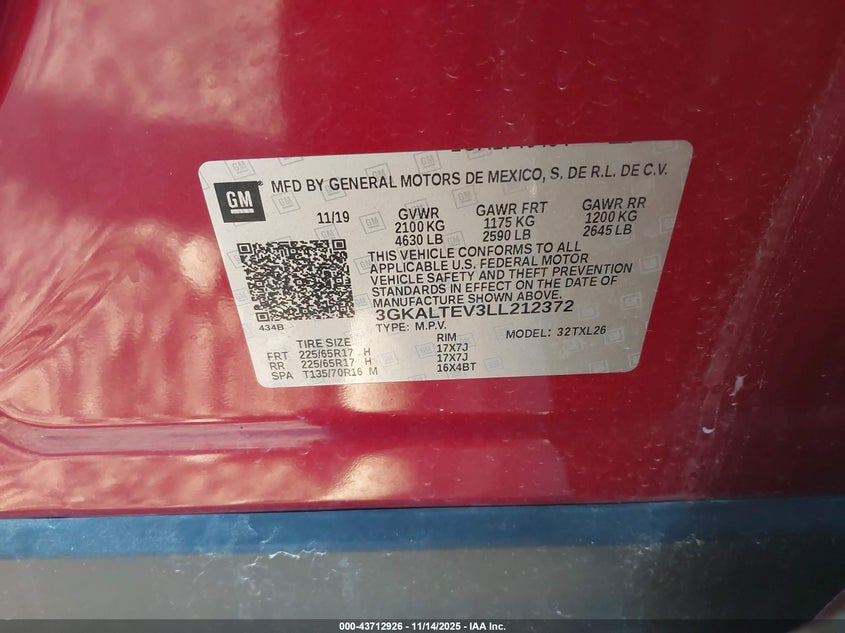 GM
MFD BY GENERAL MOTORS DE MEXICO, S. DE R.L. DE C.V.
11/19 GVWR GAWR FRT GAWR RR
2100 KG 1175 KG 1200 KG
4630 LB 2590 LB 2645 LB
THIS VEHICLE CONFORMS TO ALL
APPLICABLE U.S. FEDERAL MOTOR
VEHICLE SAFETY AND THEFT PREVENTION
STANDARDS IN EFFECT ON THE DATE OF
MANUFACTURE SHOWN ABOVE.
434B 3GKALTEV3LL212372
TYPE: M.P.V. MODEL: 32TXL26
TIRE SIZE RIM
FRT 225/65R17 H 17X7J
RR 225/65R17 H 17X7J
SPA T135/70R16 M 16X4BT
000-43712926 | 11/14/2025 | IAA Inc.